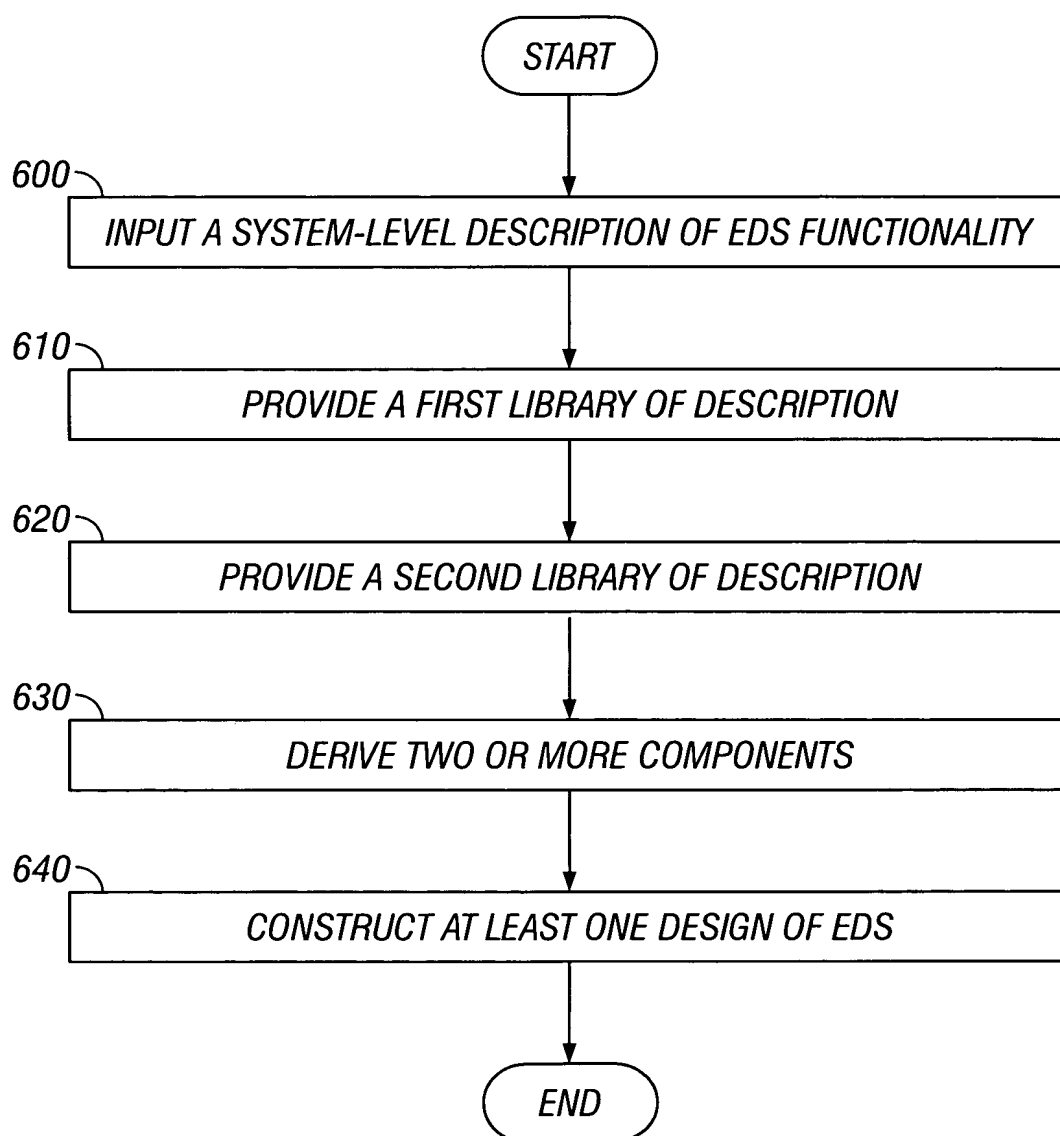 START
600
INPUT A SYSTEM-LEVEL DESCRIPTION OF EDS FUNCTIONALITY
610
PROVIDE A FIRST LIBRARY OF DESCRIPTION
620
PROVIDE A SECOND LIBRARY OF DESCRIPTION
630
DERIVE TWO OR MORE COMPONENTS
640
CONSTRUCT AT LEAST ONE DESIGN OF EDS
END